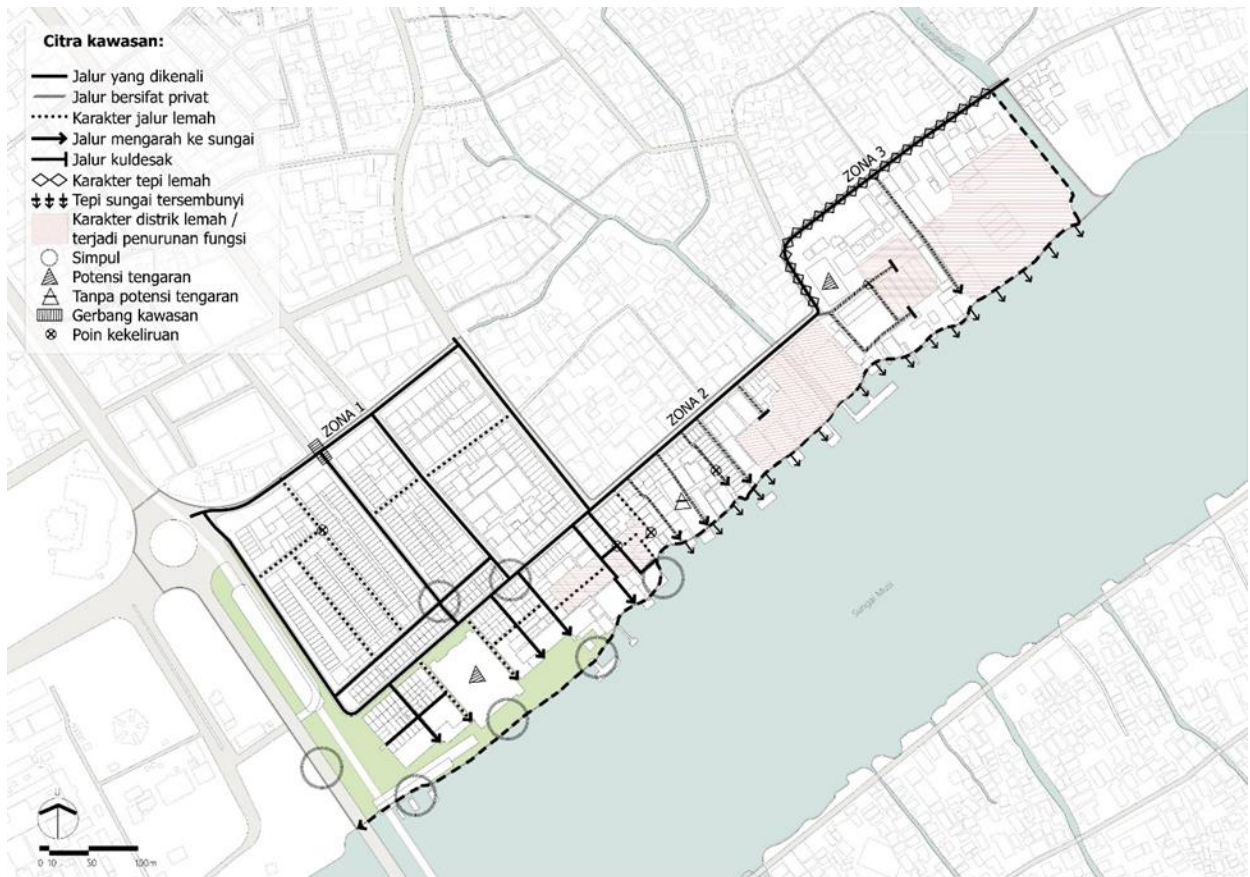 Citra kawasan:
Jalur yang dikenali
Jalur bersifat privat
Karakter jalur lemah
Jalur mengarah ke sungai
Jalur kuldesak
Karakter tepi lemah
Tepi sungai tersembunyi
Karakter distrik lemah /
terjadi penurunan fungsi
Simpul
Potensi tengaran
Tanpa potensi tengaran
Gerbang kawasan
Poin kekeliruan
ZONA 3
ZONA 2
ZONA 1
Sungai Musi
U
0 10 50 100m